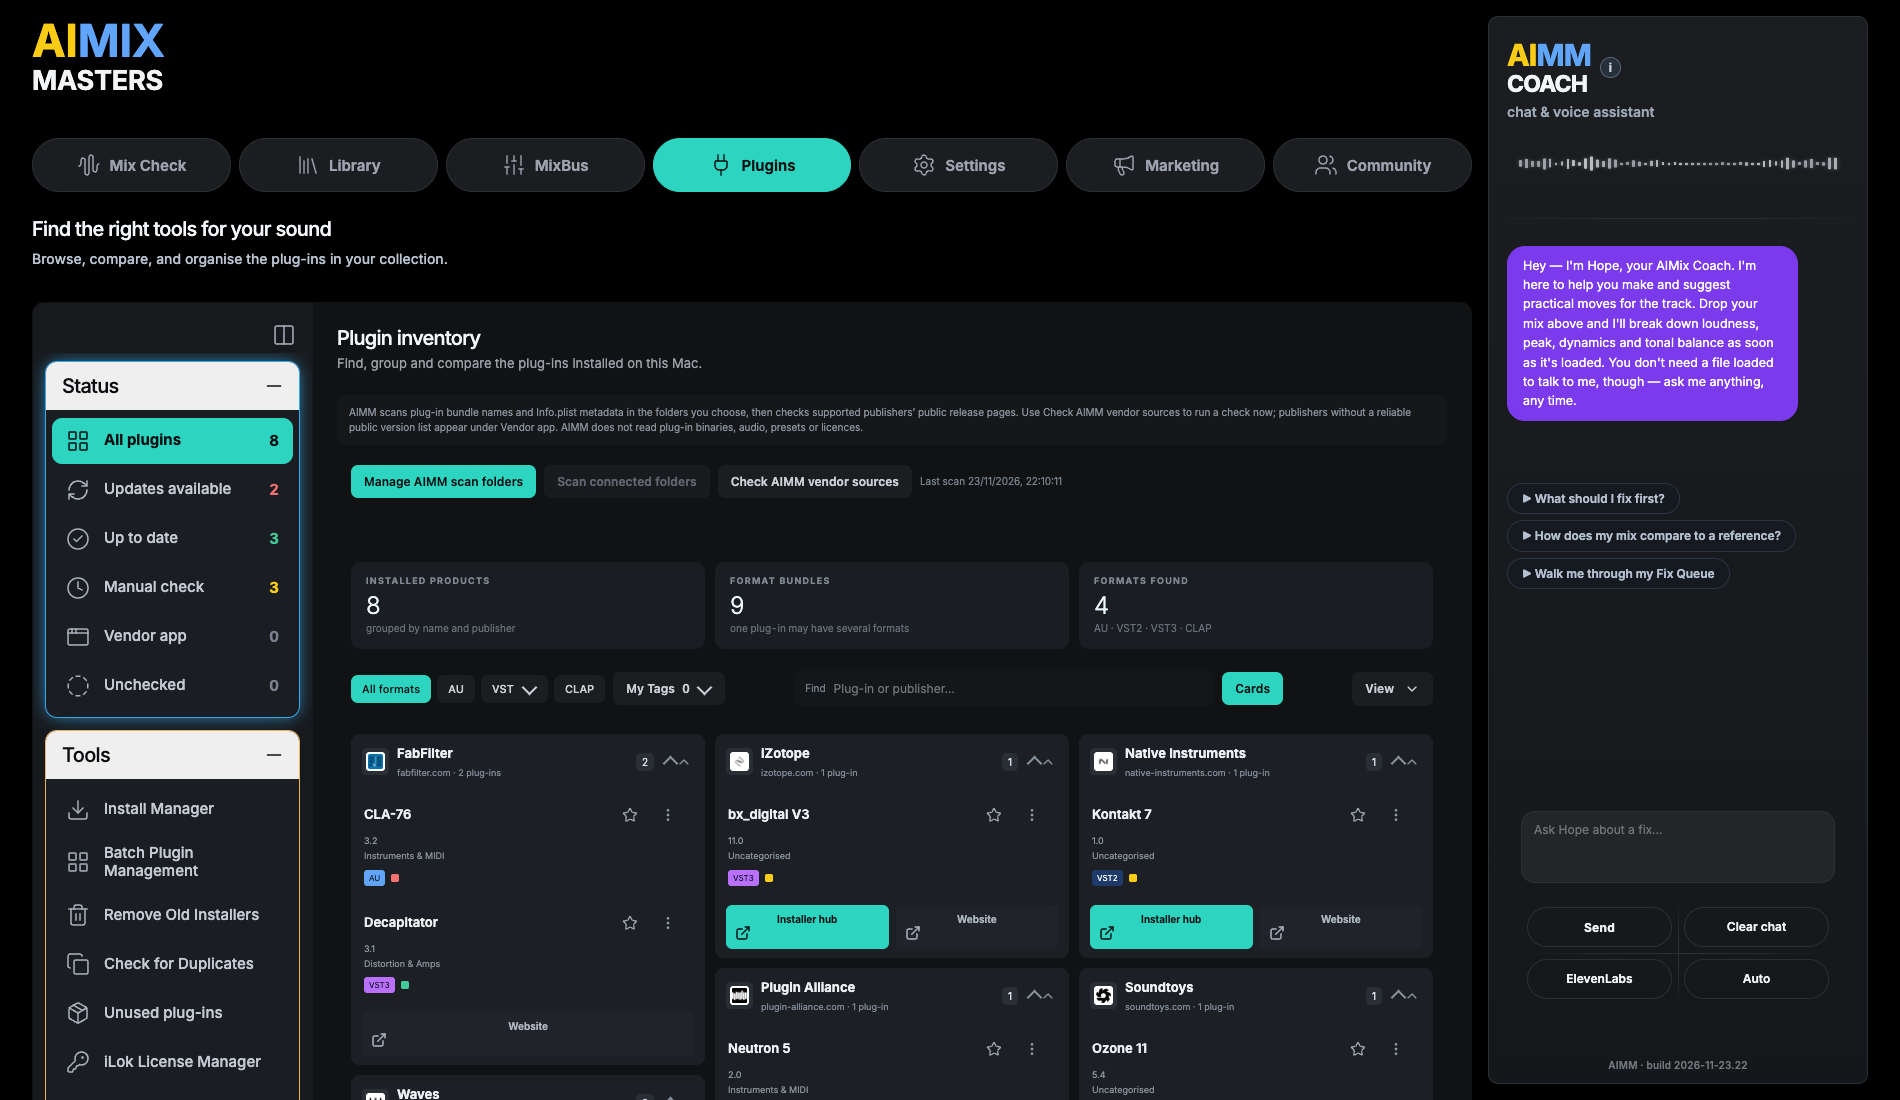 AIMIX
MASTERS
Mix Check
Library
MixBus
Plugins
Settings
Marketing
Community
Find the right tools for your sound
Browse, compare, and organise the plug-ins in your collection.
Status
All plugins 8
Updates available 2
Up to date 3
Manual check 3
Vendor app 0
Unchecked 0
Tools
Install Manager
Batch Plugin
Management
Remove Old Installers
Check for Duplicates
Unused plug-ins
iLok License Manager
Plugin inventory
Find, group and compare the plug-ins installed on this Mac.
AIMM scans plug-in bundle names and Info.plist metadata in the folders you choose, then checks supported publishers' public release pages. Use Check AIMM vendor sources to run a check now; publishers without a reliable
public version list appear under Vendor app. AIMM does not read plug-in binaries, audio, presets or licences.
Manage AIMM scan folders
Scan connected folders
Check AIMM vendor sources
Last scan 23/11/2026, 22:10:11
INSTALLED PRODUCTS
8
grouped by name and publisher
FORMAT BUNDLES
9
one plug-in may have several formats
FORMATS FOUND
4
AU · VST2 · VST3 · CLAP
All formats
AU
VST
CLAP
My Tags 0
Find Plug-in or publisher...
Cards
View
FabFilter
fabfilter.com · 2 plug-ins
2
CLA-76
3.2
Instruments & MIDI
AU
Decapitator
3.1
Distortion & Amps
VST3
Website
Waves
iZotope
izotope.com · 1 plug-in
1
bx_digital V3
11.0
Uncategorised
VST3
Installer hub
Website
Plugin Alliance
plugin-alliance.com · 1 plug-in
1
Neutron 5
2.0
Instruments & MIDI
Native Instruments
native-instruments.com · 1 plug-in
1
Kontakt 7
1.0
Uncategorised
VST2
Installer hub
Website
Soundtoys
soundtoys.com · 1 plug-in
1
Ozone 11
5.4
Uncategorised
AIMM
COACH
i
chat & voice assistant
Hey — I'm Hope, your AIMix Coach. I'm
here to help you make and suggest
practical moves for the track. Drop your
mix above and I'll break down loudness,
peak, dynamics and tonal balance as soon
as it's loaded. You don't need a file loaded
to talk to me, though — ask me anything,
any time.
▶ What should I fix first?
▶ How does my mix compare to a reference?
▶ Walk me through my Fix Queue
Ask Hope about a fix...
Send
Clear chat
ElevenLabs
Auto
AIMM · build 2026-11-23.22